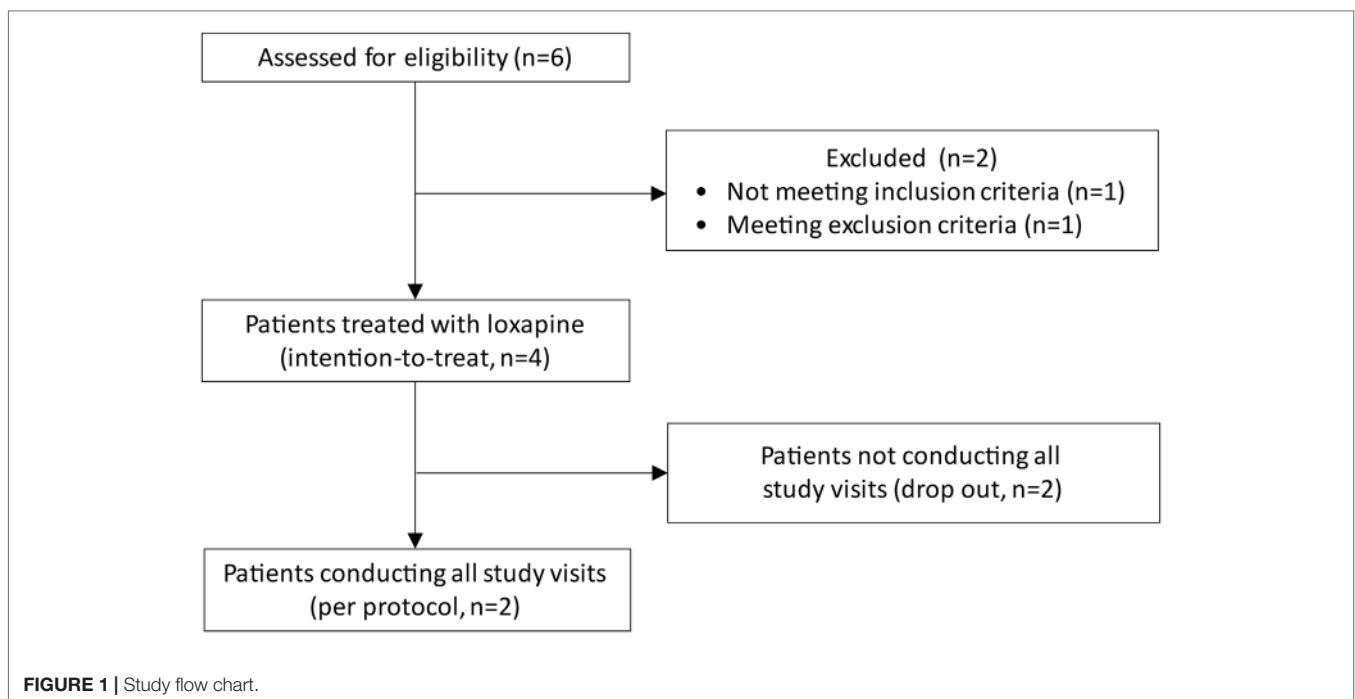 Assessed for eligibility (n=6)
Excluded (n=2)
• Not meeting inclusion criteria (n=1)
• Meeting exclusion criteria (n=1)
Patients treated with loxapine
(intention-to-treat, n=4)
Patients not conducting all
study visits (drop out, n=2)
Patients conducting all study visits
(per protocol, n=2)
FIGURE 1 | Study flow chart.